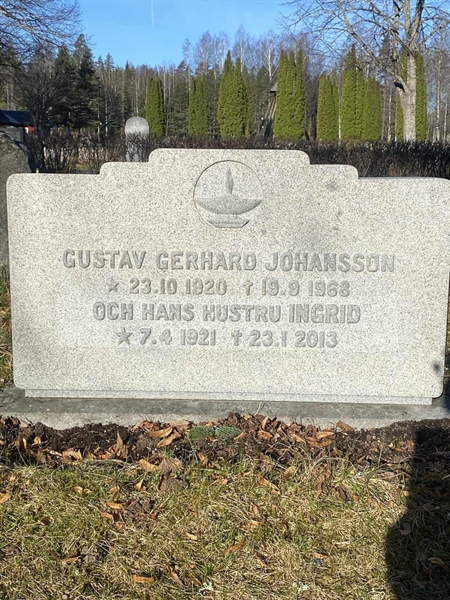 GUSTAV GERHARD JOHANSSON
☆ 23.10 1920 † 19.9 1968
OCH HANS HUSTRU INGRID
☆ 7.4 1921 † 23.1 2013